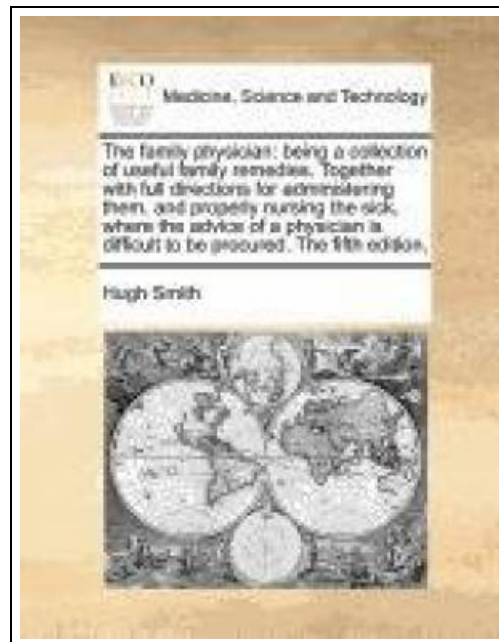 ECCO
Medicine, Science and Technology
The family physician: being a collection
of useful family remedies. Together
with full directions for administering
them, and properly nursing the sick,
where the advice of a physician is
difficult to be procured. The fifth edition.
Hugh Smith